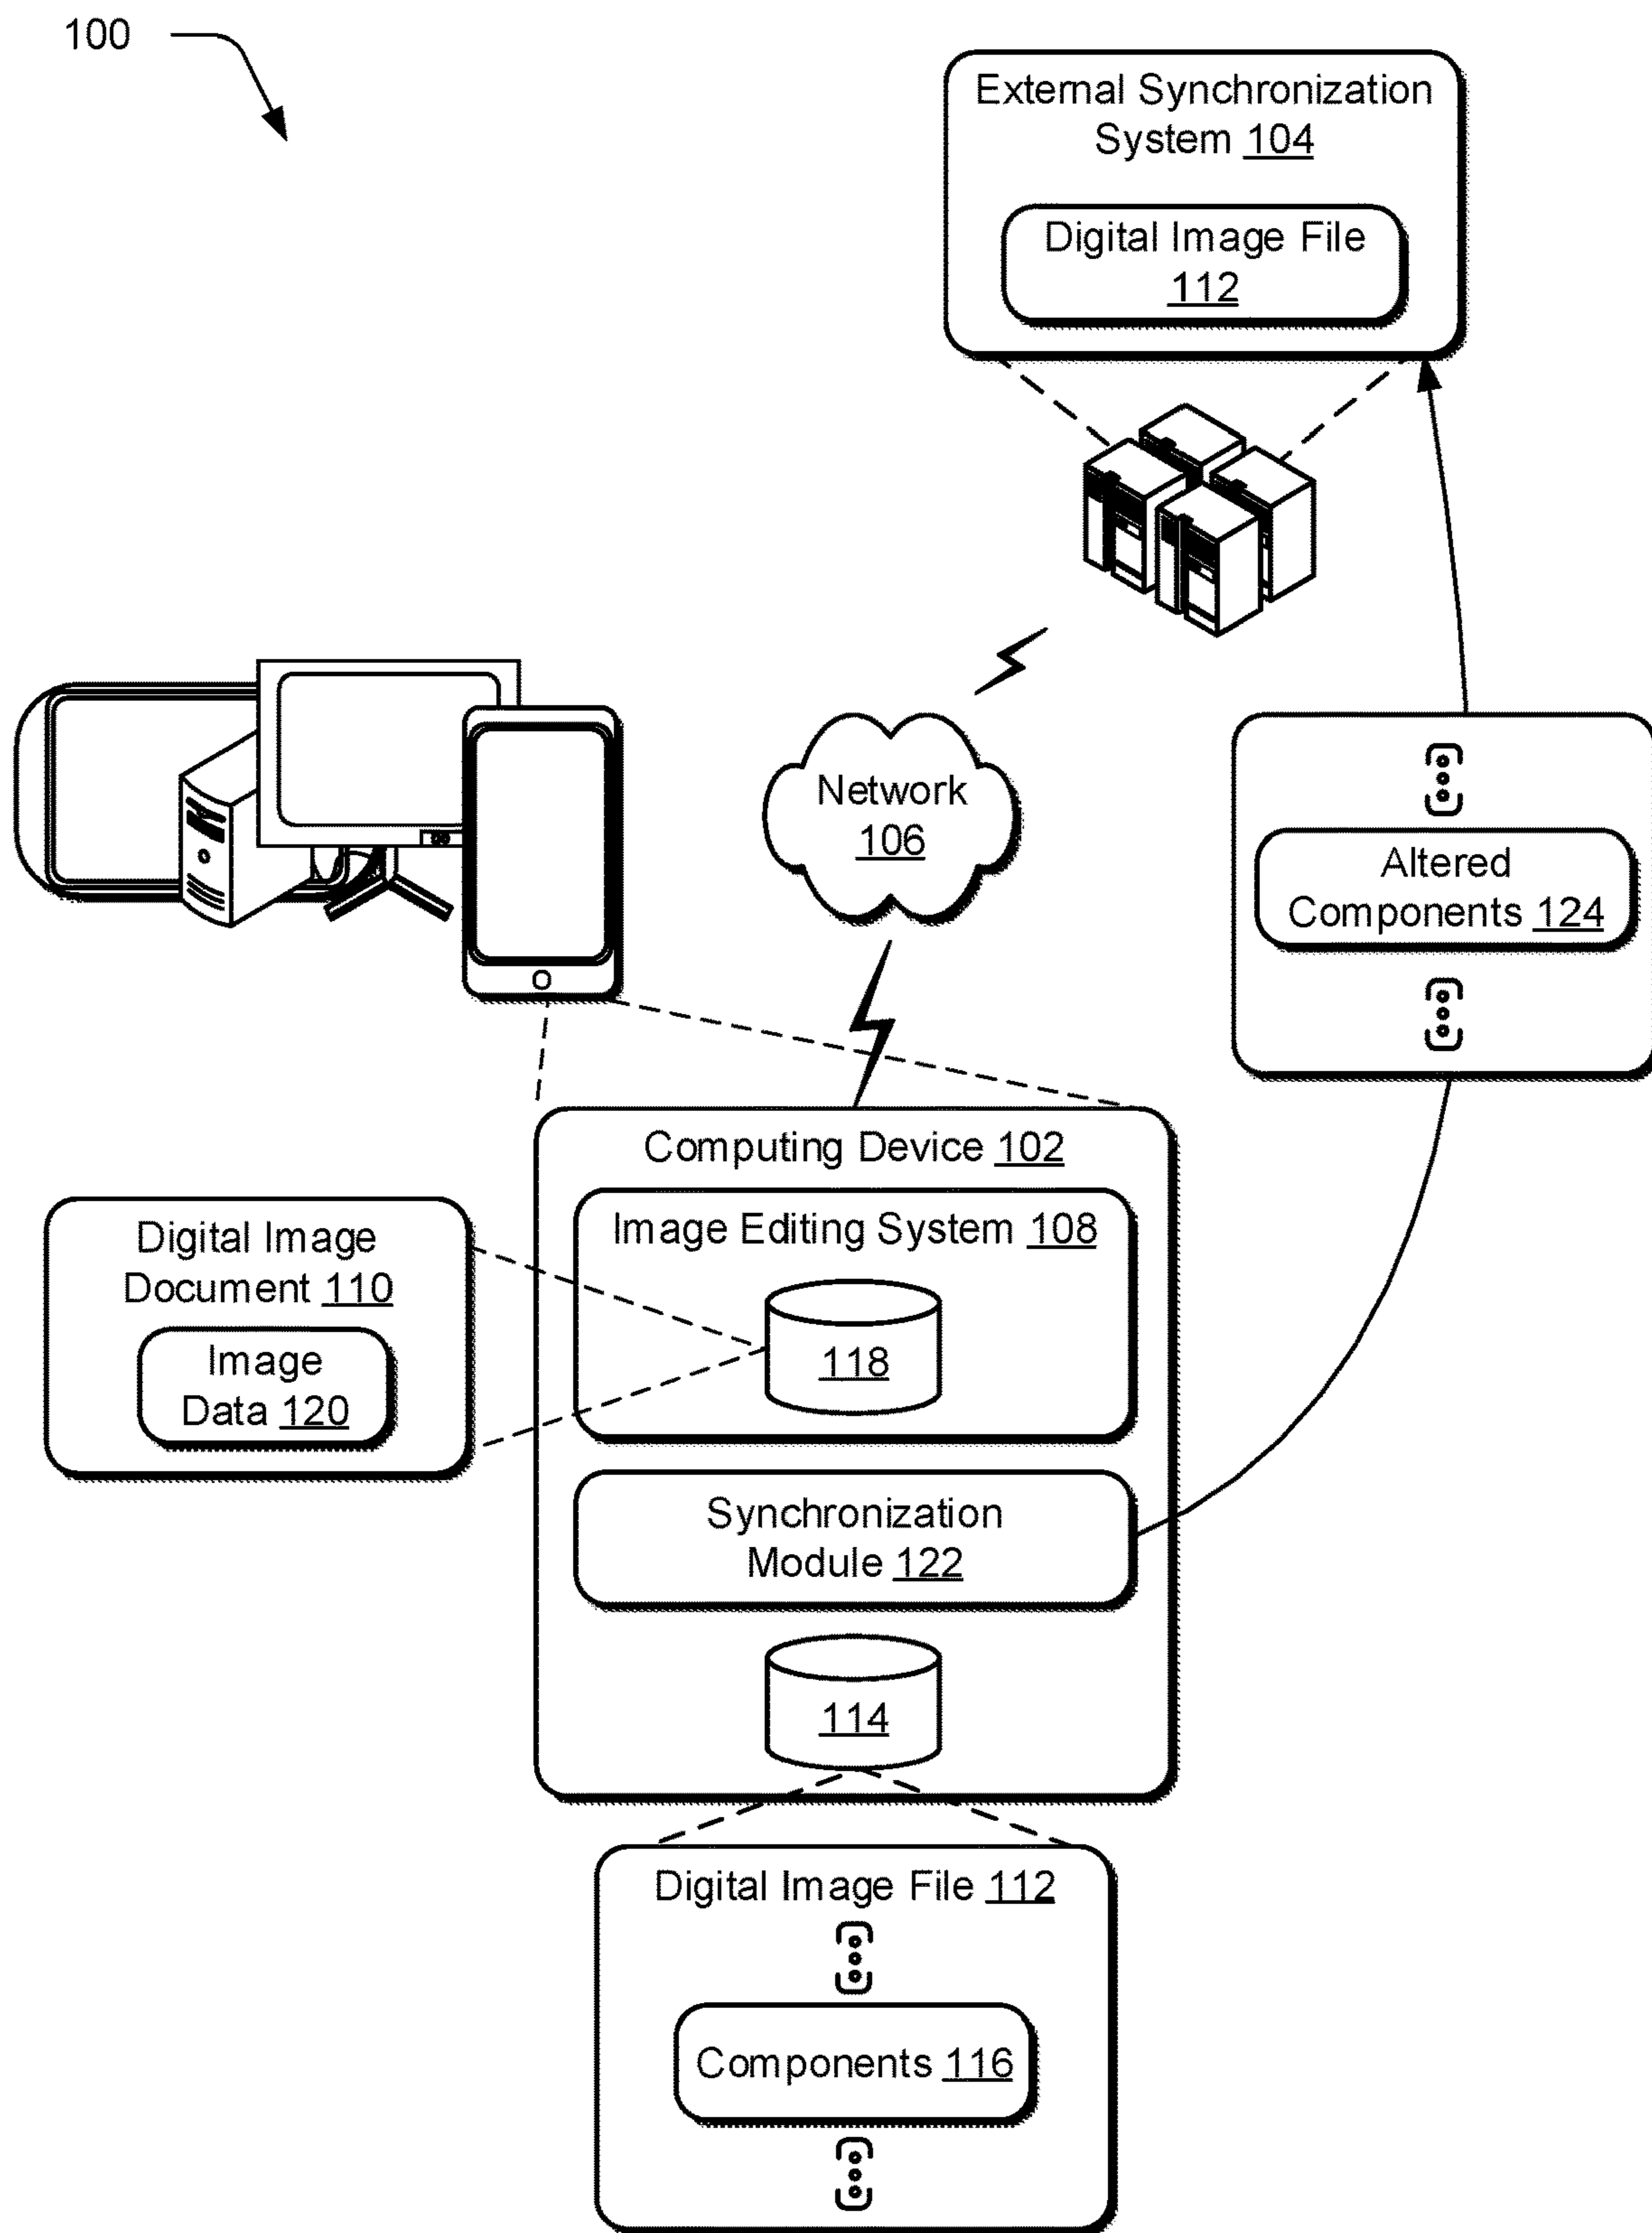 100
External Synchronization
System 104
Digital Image File
112
Network
106
Altered
Components 124
Computing Device 102
Image Editing System 108
118
Digital Image
Document 110
Image
Data 120
Synchronization
Module 122
114
Digital Image File 112
Components 116